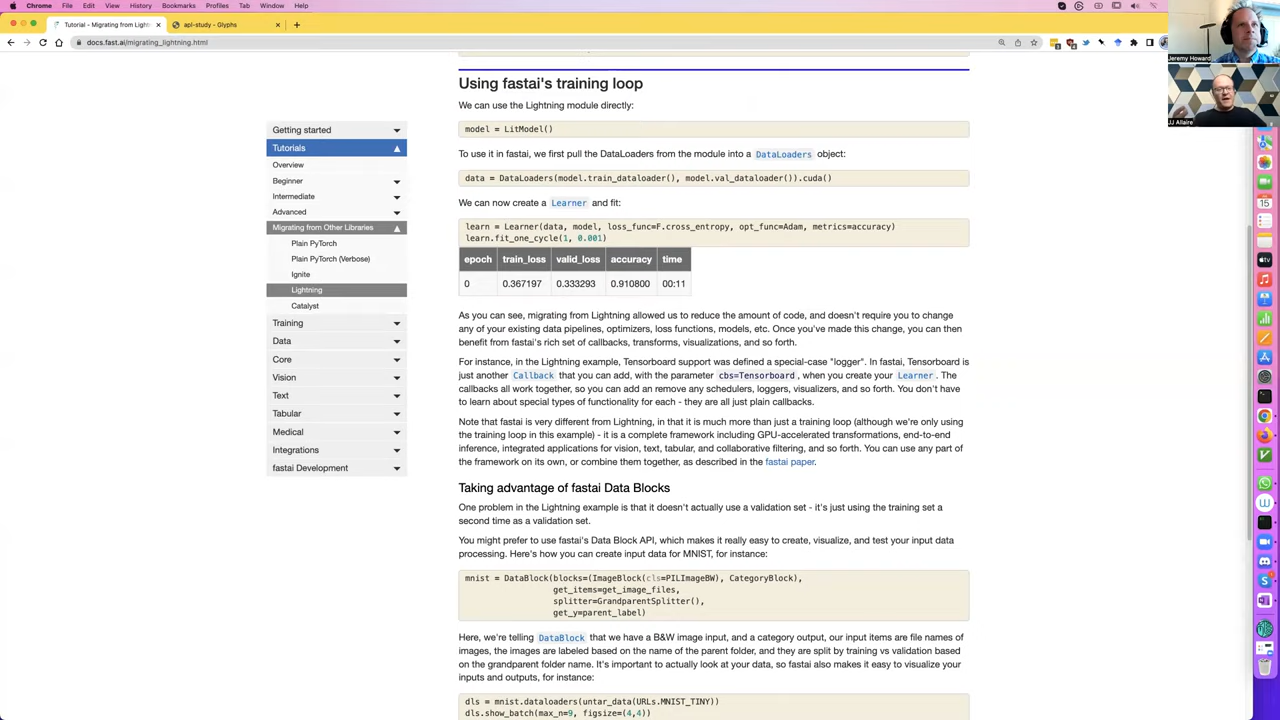 Chrome File Edit View History Bookmarks Profiles Tab Window Help
Tutorial - Migrating from Light
api-study - Glyphs
docs.fast.ai/migrating_lightning.html
Jeremy Howard
JJ Allaire
Getting started
Tutorials
Overview
Beginner
Intermediate
Advanced
Migrating from Other Libraries
Plain PyTorch
Plain PyTorch (Verbose)
Ignite
Lightning
Catalyst
Training
Data
Core
Vision
Text
Tabular
Medical
Integrations
fastai Development
Using fastai's training loop
We can use the Lightning module directly:
model = LitModel()
To use it in fastai, we first pull the DataLoaders from the module into a DataLoaders object:
data = DataLoaders(model.train_dataloader(), model.val_dataloader()).cuda()
We can now create a Learner and fit:
learn = Learner(data, model, loss_func=F.cross_entropy, opt_func=Adam, metrics=accuracy)
learn.fit_one_cycle(1, 0.001)
epoch train_loss valid_loss accuracy time
0 0.367197 0.333293 0.910800 00:11
As you can see, migrating from Lightning allowed us to reduce the amount of code, and doesn't require you to change
any of your existing data pipelines, optimizers, loss functions, models, etc. Once you've made this change, you can then
benefit from fastai's rich set of callbacks, transforms, visualizations, and so forth.
For instance, in the Lightning example, Tensorboard support was defined a special-case "logger". In fastai, Tensorboard is
just another Callback that you can add, with the parameter cbs=Tensorboard, when you create your Learner. The
callbacks all work together, so you can add an remove any schedulers, loggers, visualizers, and so forth. You don't have
to learn about special types of functionality for each - they are all just plain callbacks.
Note that fastai is very different from Lightning, in that it is much more than just a training loop (although we're only using
the training loop in this example) - it is a complete framework including GPU-accelerated transformations, end-to-end
inference, integrated applications for vision, text, tabular, and collaborative filtering, and so forth. You can use any part of
the framework on its own, or combine them together, as described in the fastai paper.
Taking advantage of fastai Data Blocks
One problem in the Lightning example is that it doesn't actually use a validation set - it's just using the training set a
second time as a validation set.
You might prefer to use fastai's Data Block API, which makes it really easy to create, visualize, and test your input data
processing. Here's how you can create input data for MNIST, for instance:
mnist = DataBlock(blocks=(ImageBlock(cls=PILImageBW), CategoryBlock),
get_items=get_image_files,
splitter=GrandparentSplitter(),
get_y=parent_label)
Here, we're telling DataBlock that we have a B&W image input, and a category output, our input items are file names of
images, the images are labeled based on the name of the parent folder, and they are split by training vs validation based
on the grandparent folder name. It's important to actually look at your data, so fastai also makes it easy to visualize your
inputs and outputs, for instance:
dls = mnist.dataloaders(untar_data(URLs.MNIST_TINY))
dls.show_batch(max_n=9, figsize=(4,4))